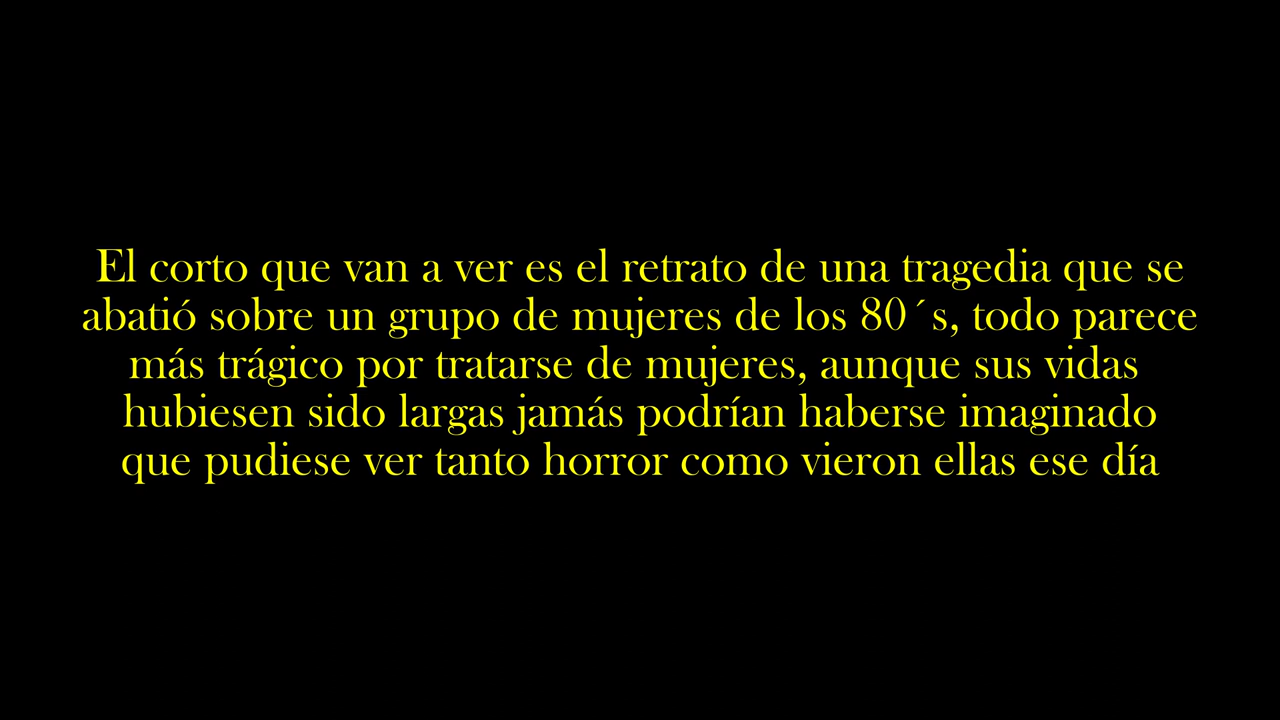 El corto que van a ver es el retrato de una tragedia que se
abatió sobre un grupo de mujeres de los 80´s, todo parece
más trágico por tratarse de mujeres, aunque sus vidas
hubiesen sido largas jamás podrían haberse imaginado
que pudiese ver tanto horror como vieron ellas ese día